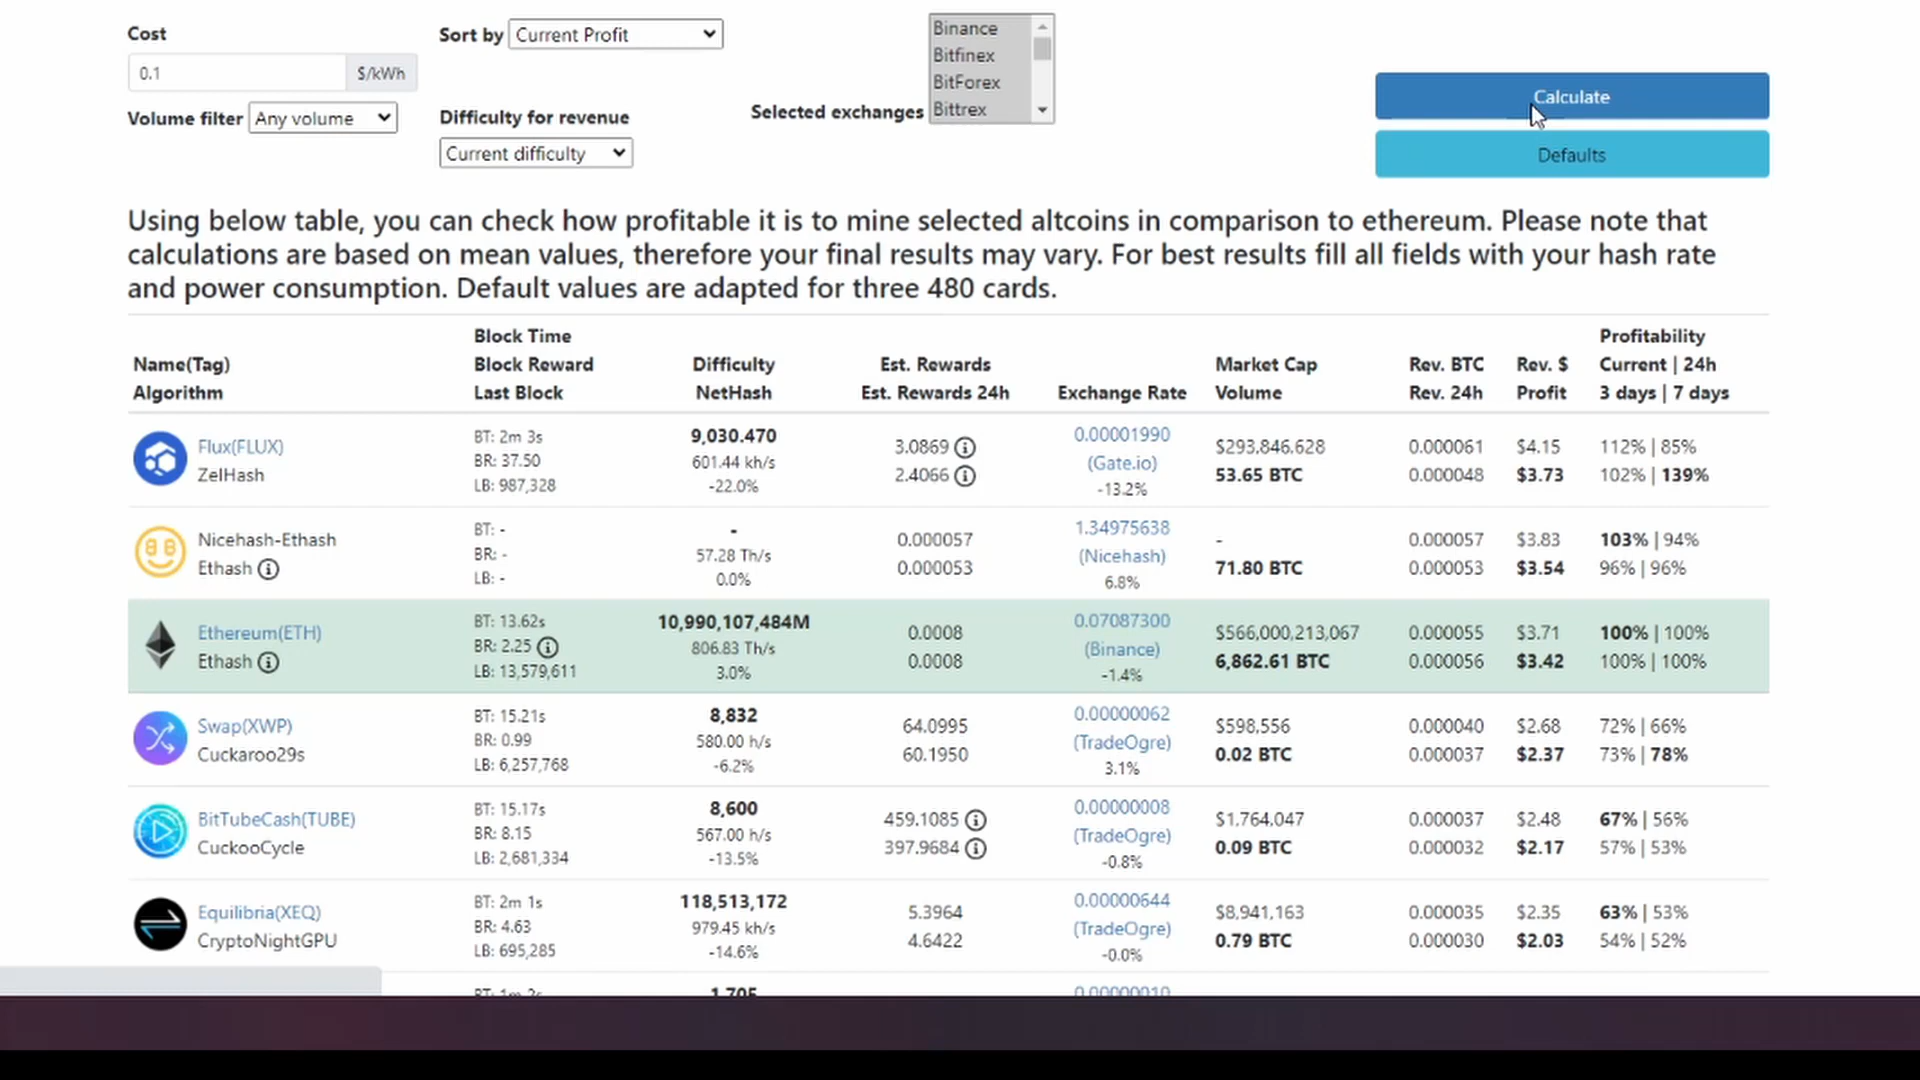 Cost
Sort by Current Profit
Binance
Bitfinex
BitForex
Bittrex
0.1 $/kWh
Volume filter Any volume
Difficulty for revenue
Current difficulty
Selected exchanges
Calculate
Defaults
Using below table, you can check how profitable it is to mine selected altcoins in comparison to ethereum. Please note that
calculations are based on mean values, therefore your final results may vary. For best results fill all fields with your hash rate
and power consumption. Default values are adapted for three 480 cards.
Name(Tag)
Algorithm
Block Time
Block Reward
Last Block
Difficulty
NetHash
Est. Rewards
Est. Rewards 24h
Exchange Rate
Market Cap
Volume
Rev. BTC
Rev. 24h
Rev. $
Profit
Profitability
Current | 24h
3 days | 7 days
Flux(FLUX)
ZelHash
BT: 2m 3s
BR: 37.50
LB: 987,328
9,030.470
601.44 kh/s
-22.0%
3.0869
2.4066
0.00001990
(Gate.io)
-13.2%
$293,846,628
53.65 BTC
0.000061
0.000048
$4.15
$3.73
112% | 85%
102% | 139%
Nicehash-Ethash
Ethash
BT: -
BR: -
LB: -
-
57.28 Th/s
0.0%
0.000057
0.000053
1.34975638
(Nicehash)
6.8%
-
71.80 BTC
0.000057
0.000053
$3.83
$3.54
103% | 94%
96% | 96%
Ethereum(ETH)
Ethash
BT: 13.62s
BR: 2.25
LB: 13,579,611
10,990,107,484M
806.83 Th/s
3.0%
0.0008
0.0008
0.07087300
(Binance)
-1.4%
$566,000,213,067
6,862.61 BTC
0.000055
0.000056
$3.71
$3.42
100% | 100%
100% | 100%
Swap(XWP)
Cuckaroo29s
BT: 15.21s
BR: 0.99
LB: 6,257,768
8,832
580.00 h/s
-6.2%
64.0995
60.1950
0.00000062
(TradeOgre)
3.1%
$598,556
0.02 BTC
0.000040
0.000037
$2.68
$2.37
72% | 66%
73% | 78%
BitTubeCash(TUBE)
CuckooCycle
BT: 15.17s
BR: 8.15
LB: 2,681,334
8,600
567.00 h/s
-13.5%
459.1085
397.9684
0.00000008
(TradeOgre)
-0.8%
$1,764,047
0.09 BTC
0.000037
0.000032
$2.48
$2.17
67% | 56%
57% | 53%
Equilibria(XEQ)
CryptoNightGPU
BT: 2m 1s
BR: 4.63
LB: 695,285
118,513,172
979.45 kh/s
-14.6%
5.3964
4.6422
0.00000644
(TradeOgre)
-0.0%
$8,941,163
0.79 BTC
0.000035
0.000030
$2.35
$2.03
63% | 53%
54% | 52%